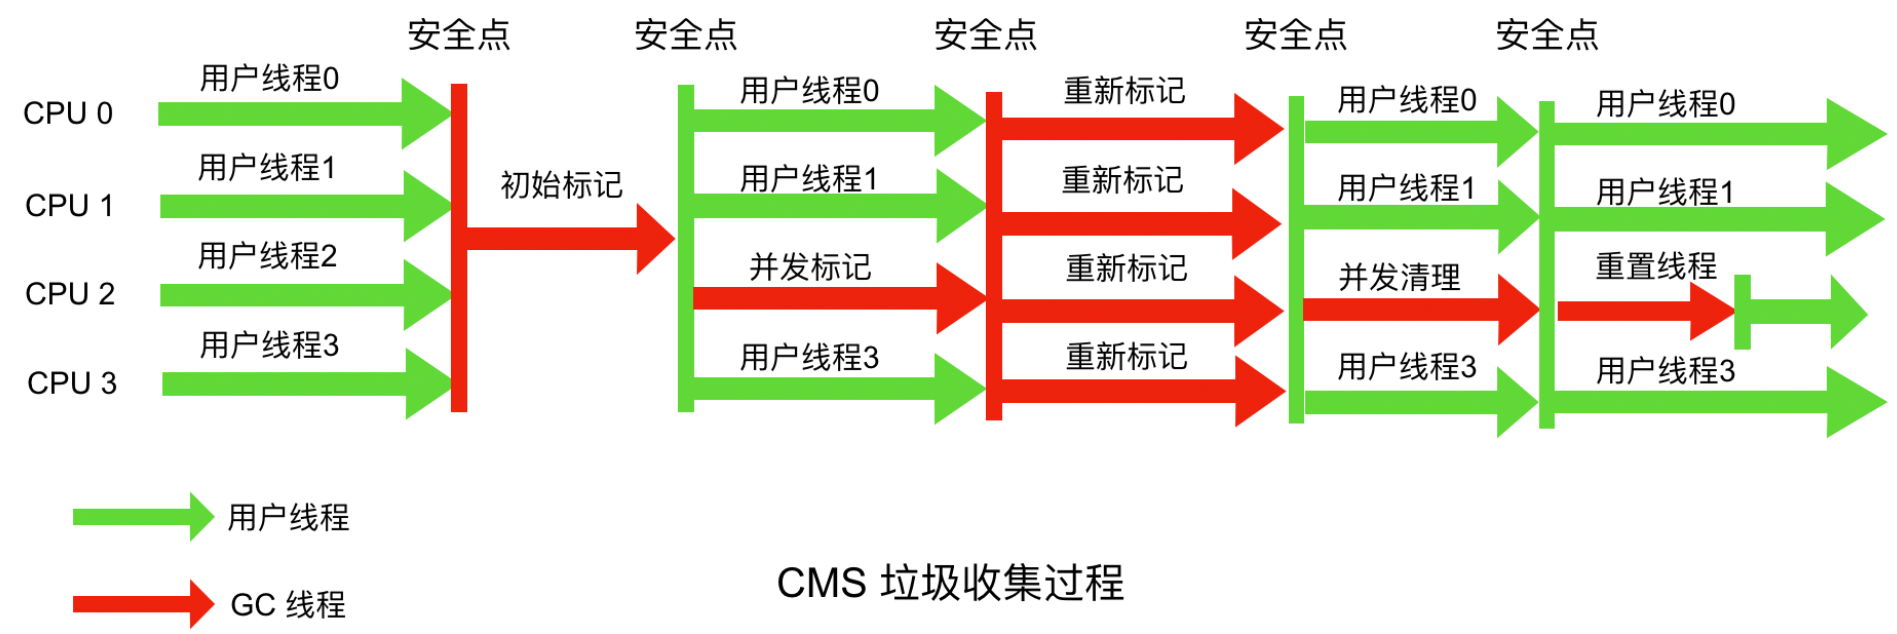 安全点 安全点 安全点 安全点 安全点
用户线程0 用户线程0 重新标记 用户线程0 用户线程0
CPU 0
用户线程1 初始标记 用户线程1 重新标记 用户线程1 用户线程1
CPU 1
用户线程2 并发标记 重新标记 并发清理 重置线程
CPU 2
用户线程3 用户线程3 重新标记 用户线程3 用户线程3
CPU 3
用户线程
GC 线程
CMS 垃圾收集过程